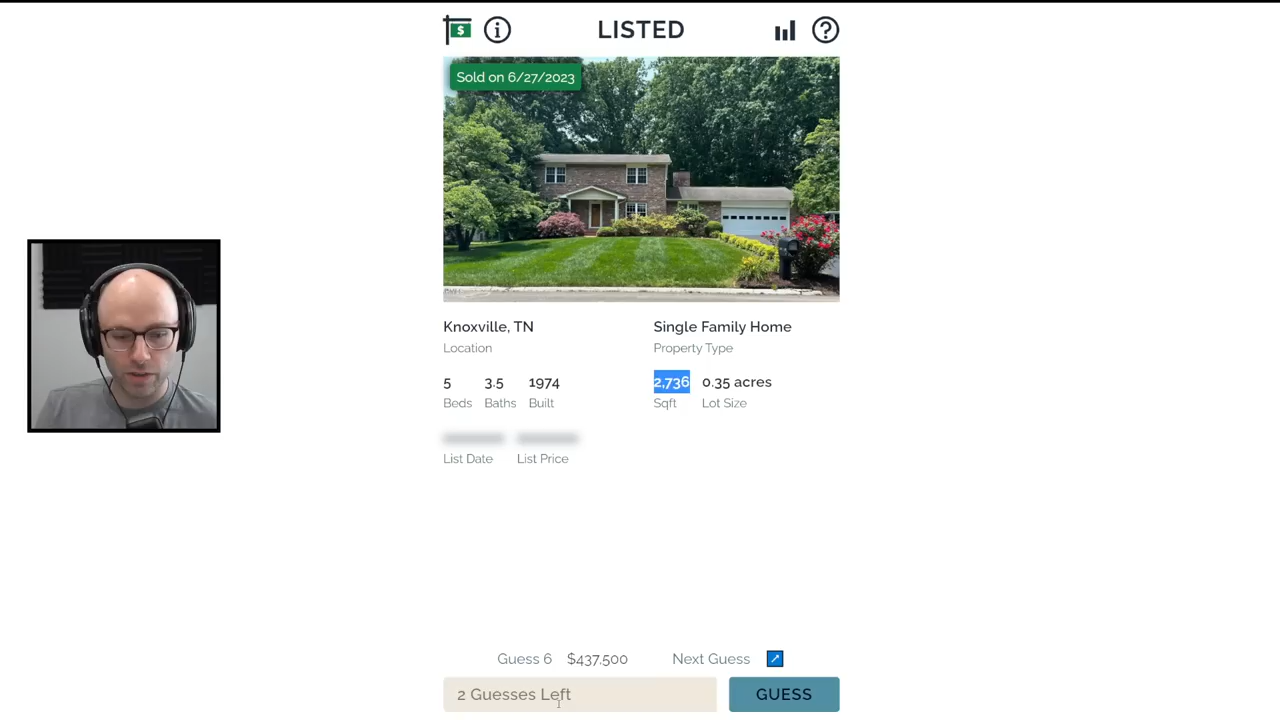 LISTED
Sold on 6/27/2023
Knoxville, TN
Location
Single Family Home
Property Type
5
Beds
3.5
Baths
1974
Built
2,736
Sqft
0.35 acres
Lot Size
List Date
List Price
Guess 6 $437,500 Next Guess
2 Guesses Left
GUESS